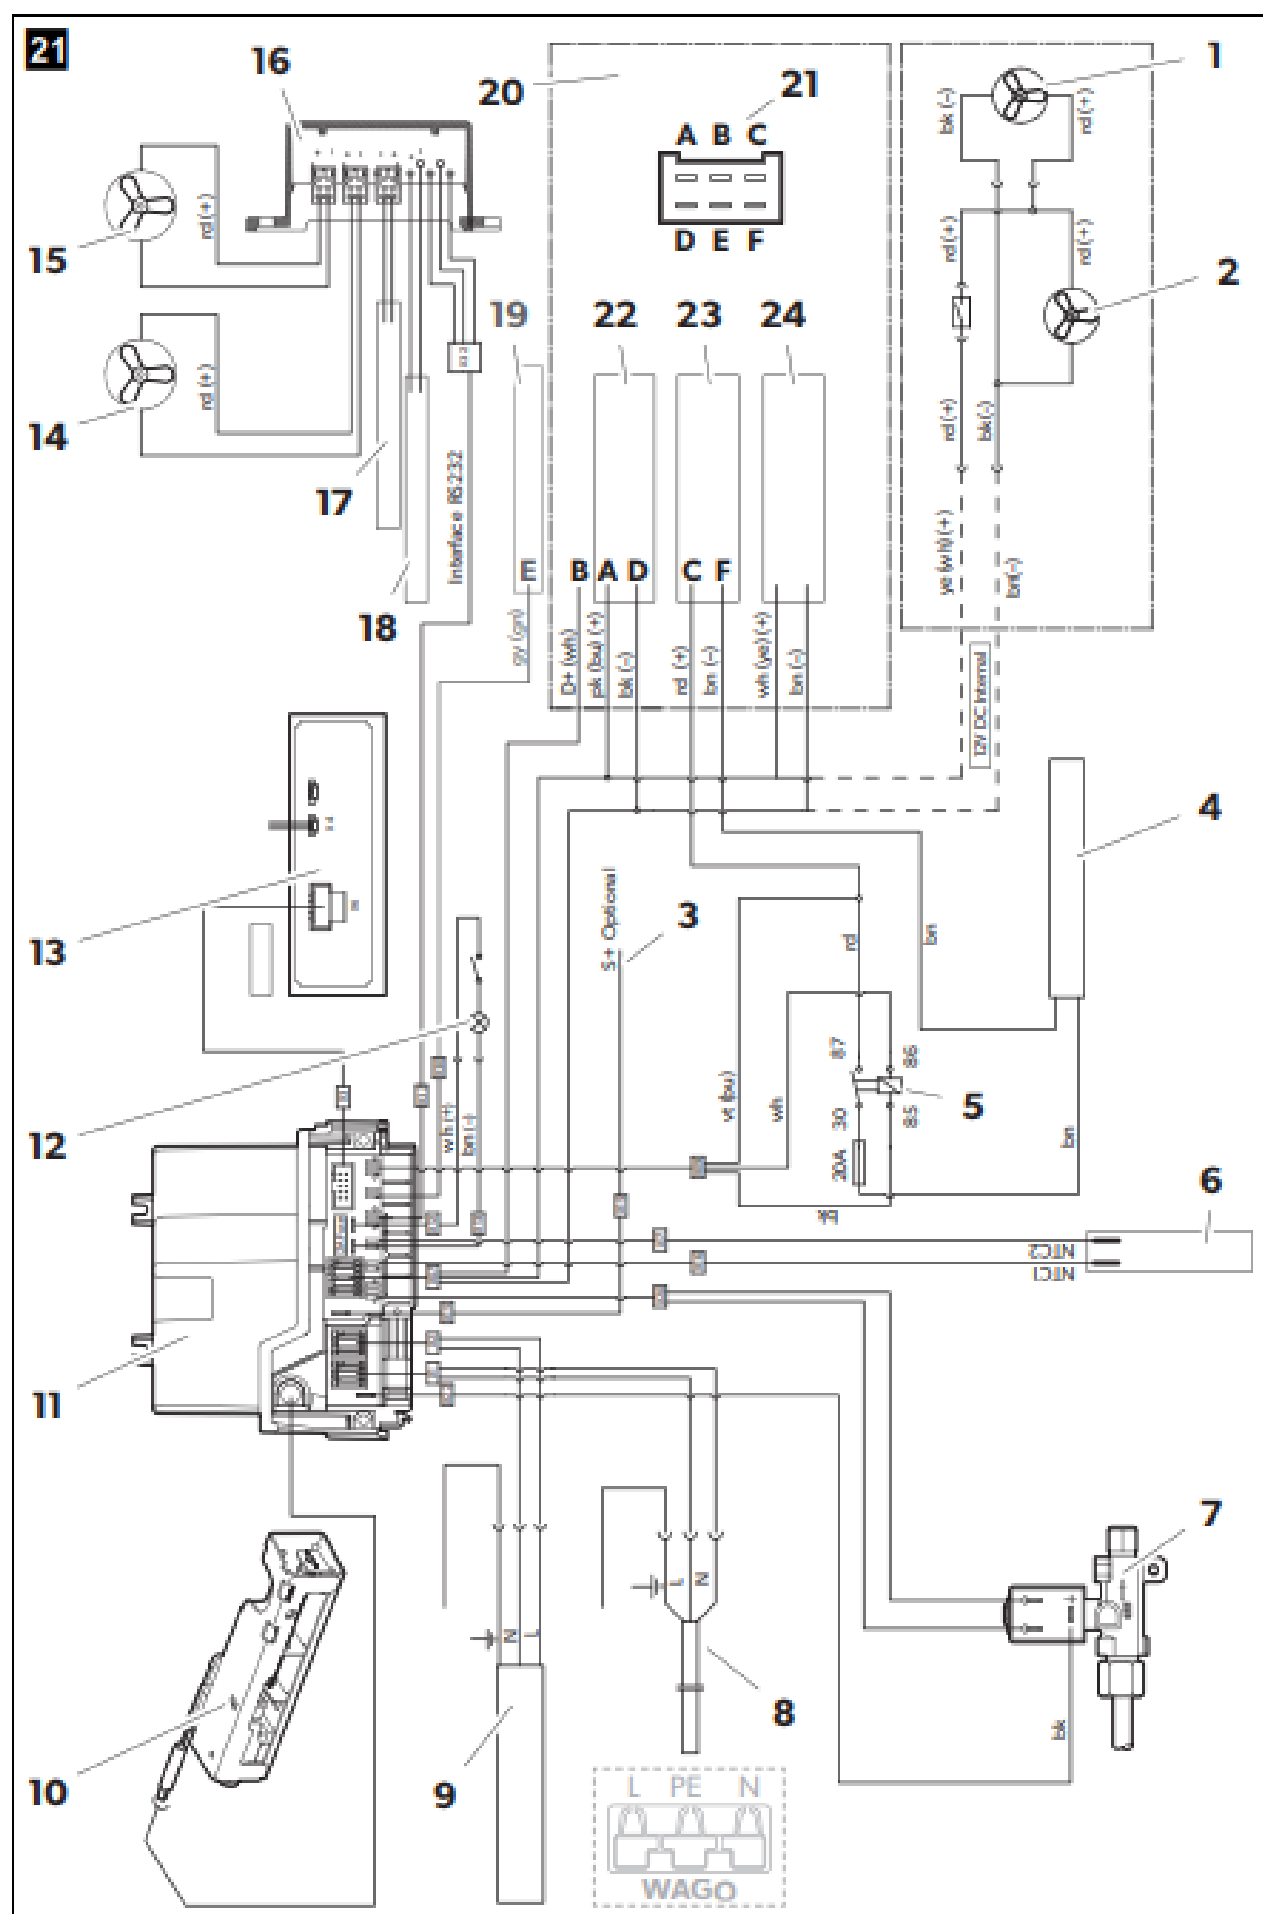 21
16
20
21
1
A B C
bk (–)
rd (+)
D E F
15
rd (+)
rd (+)
rd (+)
2
19
22
23
24
14
rd (+)
rd (+)
bk(–)
17
Interface RS232
18
E
B
A
D
C
F
ye (wh) (+)
bn(–)
gy (gn)
D+ (wh)
pk (bu) (+)
bk (–)
rd (+)
bn (–)
wh (ye) (+)
bn (–)
12V DC Internal
4
13
S+ Optional
3
rd
bn
12
wh (+)
bn (–)
vt (bu)
wh
87
86
30
85
5
20A
bn
6
NTC2
NTC1
11
7
L
N
N
L
8
bk
10
9
L PE N
WAGO